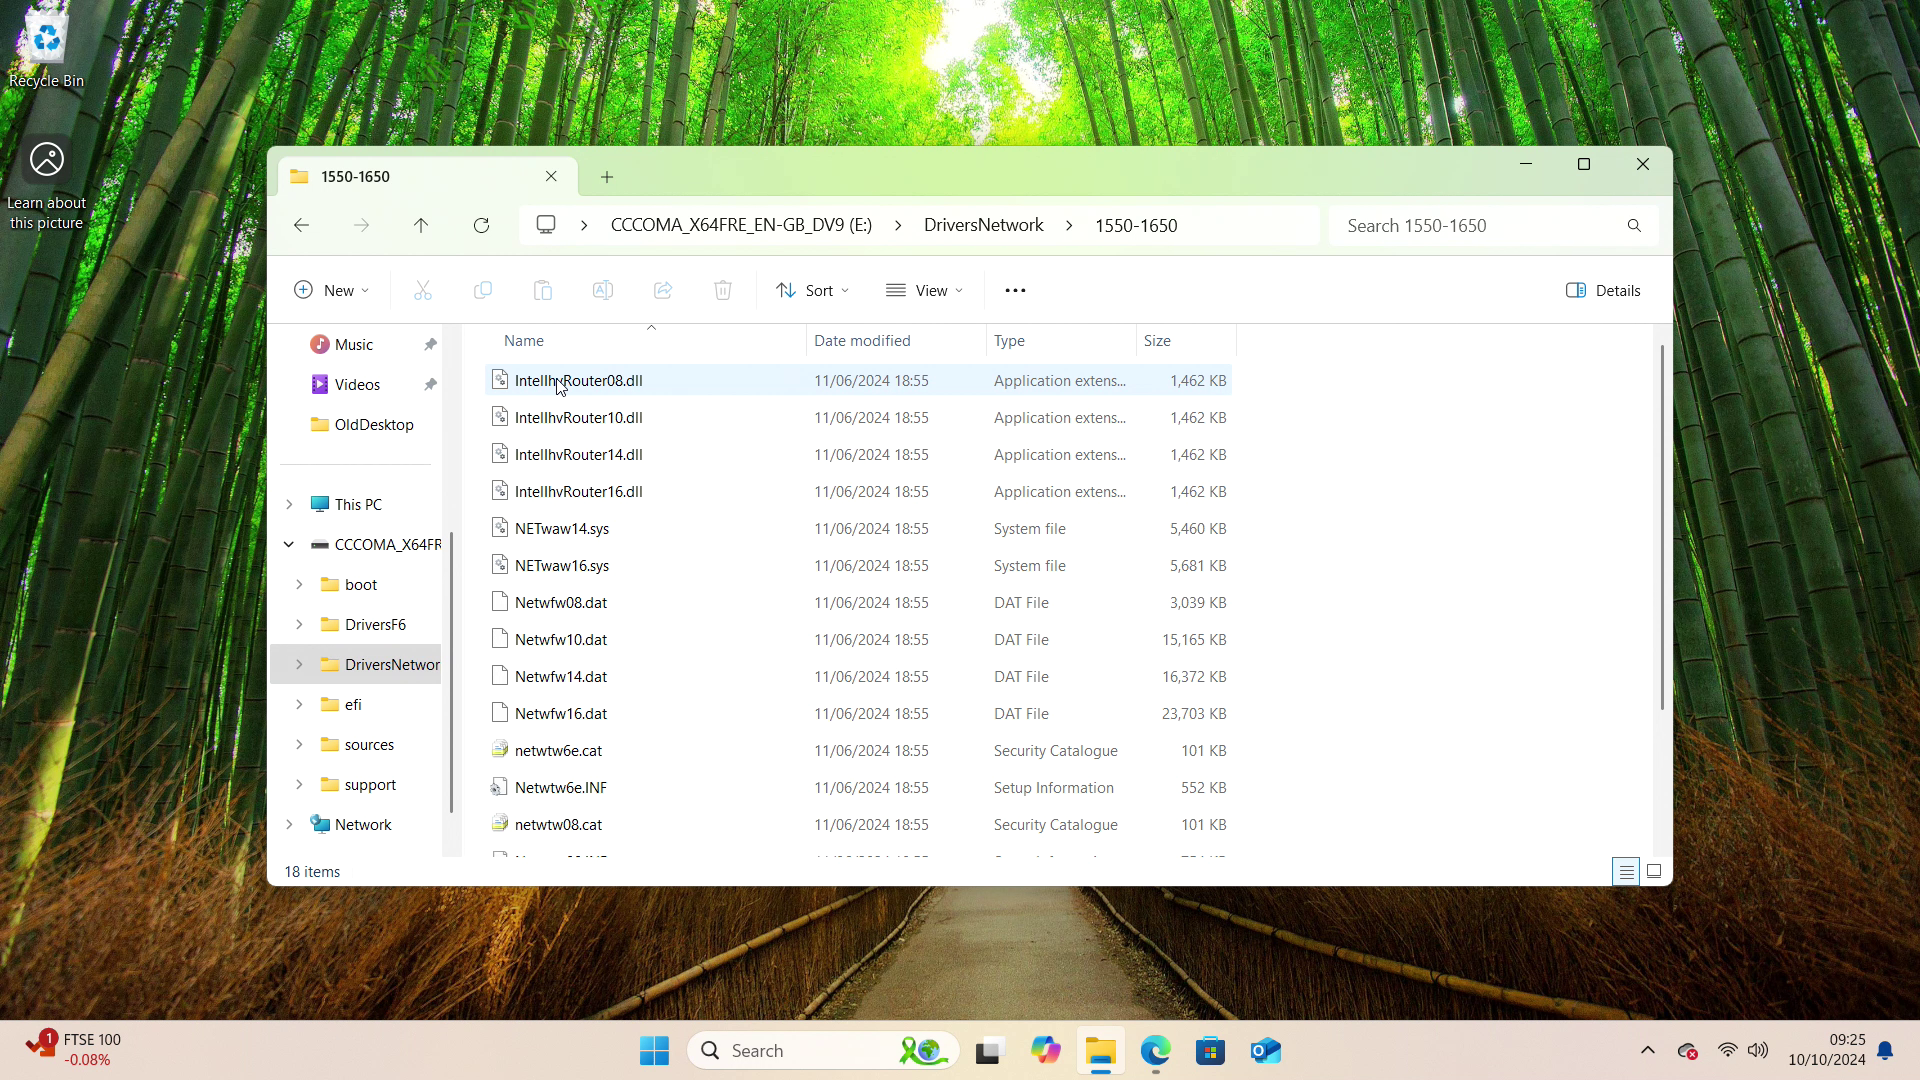 Recycle Bin
Learn about
this picture
1550-1650
CCCOMA_X64FRE_EN-GB_DV9 (E:)
DriversNetwork
1550-1650
Search 1550-1650
New
Sort
View
Details
Music
Videos
OldDesktop
This PC
CCCOMA_X64FR
boot
DriversF6
DriversNetwor
efi
sources
support
Network
Name Date modified Type Size
IntelIhvRouter08.dll 11/06/2024 18:55 Application extens... 1,462 KB
IntelIhvRouter10.dll 11/06/2024 18:55 Application extens... 1,462 KB
IntelIhvRouter14.dll 11/06/2024 18:55 Application extens... 1,462 KB
IntelIhvRouter16.dll 11/06/2024 18:55 Application extens... 1,462 KB
NETwaw14.sys 11/06/2024 18:55 System file 5,460 KB
NETwaw16.sys 11/06/2024 18:55 System file 5,681 KB
Netwfw08.dat 11/06/2024 18:55 DAT File 3,039 KB
Netwfw10.dat 11/06/2024 18:55 DAT File 15,165 KB
Netwfw14.dat 11/06/2024 18:55 DAT File 16,372 KB
Netwfw16.dat 11/06/2024 18:55 DAT File 23,703 KB
netwtw6e.cat 11/06/2024 18:55 Security Catalogue 101 KB
Netwtw6e.INF 11/06/2024 18:55 Setup Information 552 KB
netwtw08.cat 11/06/2024 18:55 Security Catalogue 101 KB
18 items
1
FTSE 100
-0.08%
Search
09:25
10/10/2024